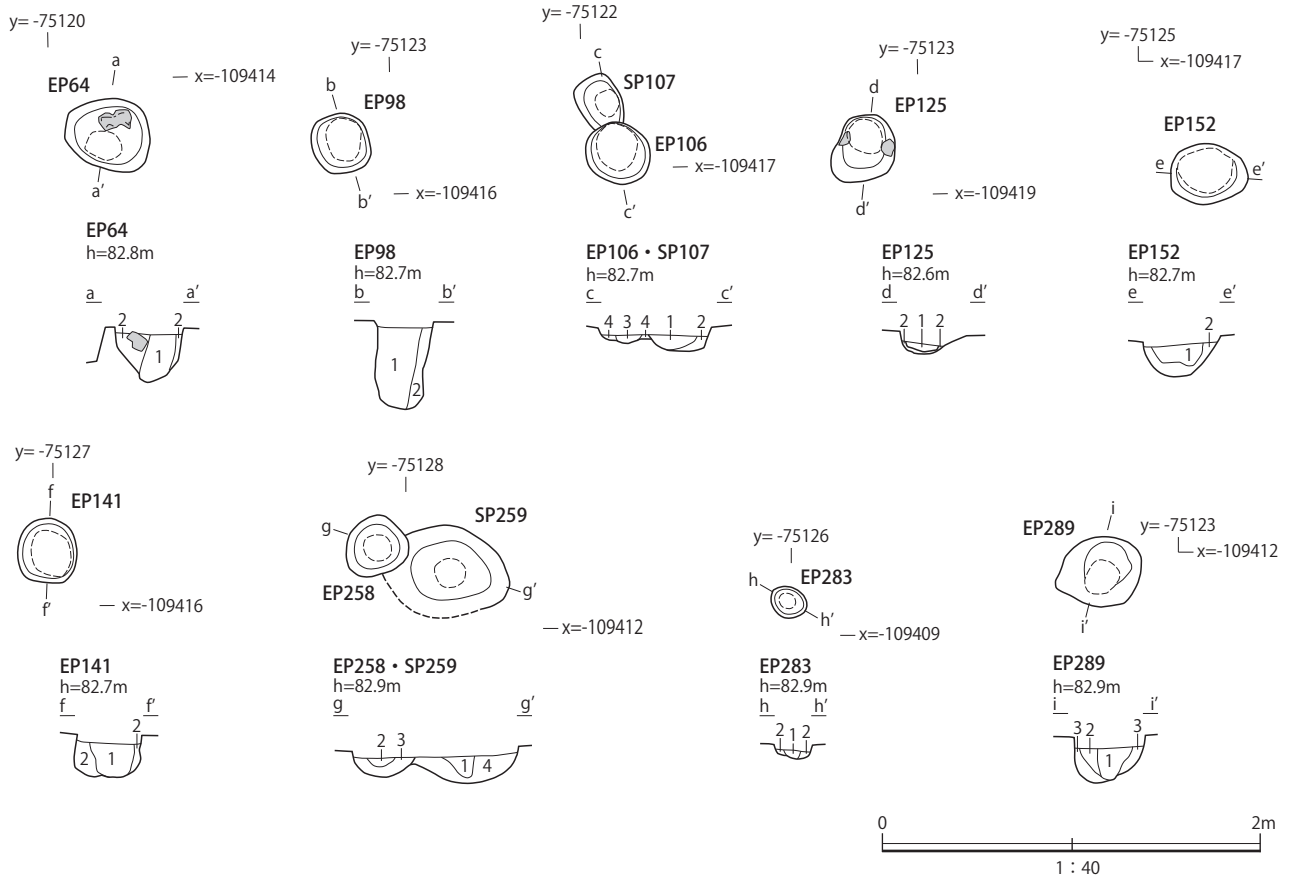 y= -75120
a
x=-109414
EP64
a'
EP64
h=82.8m
a a'
2 2
1
y= -75123
b
EP98
b'
x=-109416
EP98
h=82.7m
b b'
1
2
y= -75122
c
SP107
EP106
x=-109417
c'
EP106・SP107
h=82.7m
c c'
4 3 4 1 2
y= -75123
d
EP125
d'
x=-109419
EP125
h=82.6m
d d'
2 1 2
y= -75125
x=-109417
EP152
e e'
EP152
h=82.7m
e e'
2
1
y= -75127
f
EP141
f'
x=-109416
EP141
h=82.7m
f f'
2
2 1
y= -75128
g
SP259
EP258
g'
x=-109412
EP258・SP259
h=82.9m
g g'
2 3
1 4
y= -75126
h
EP283
h'
x=-109409
EP283
h=82.9m
h h'
2 1 2
i
EP289
y= -75123
x=-109412
i'
EP289
h=82.9m
i i'
3 2 3
1
0 2m
1：40